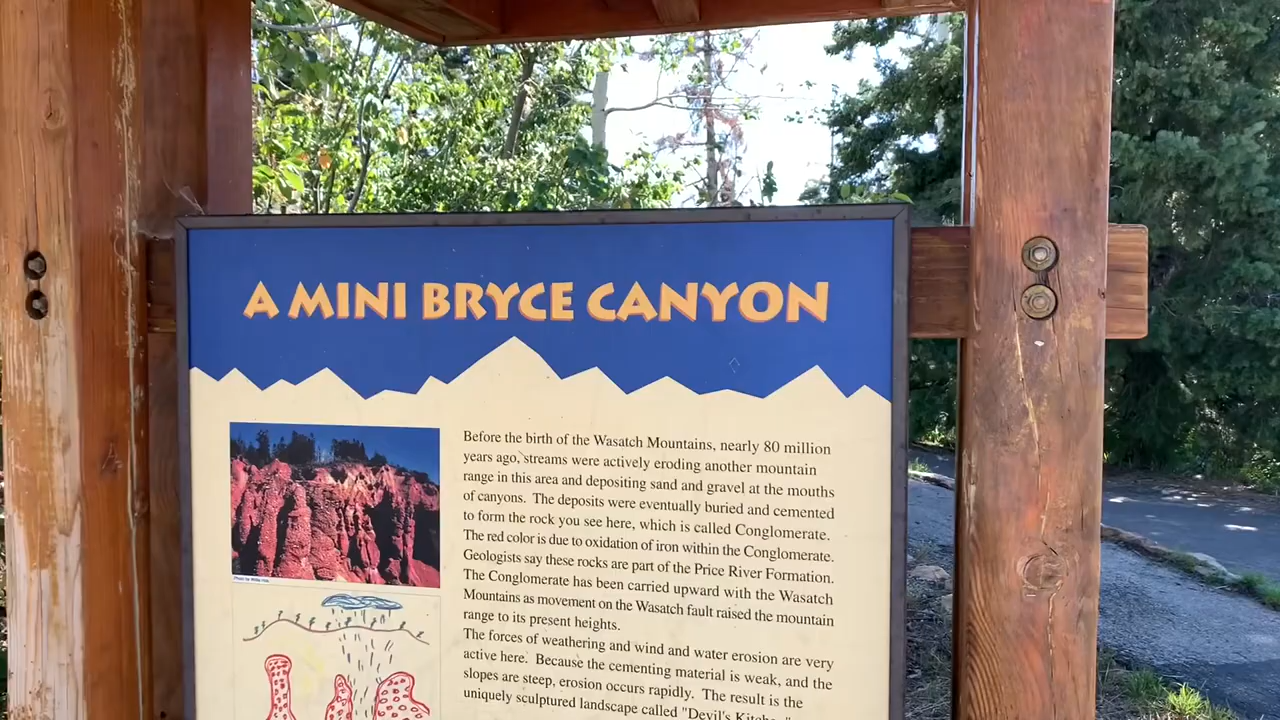 A MINI BRYCE CANYON
Before the birth of the Wasatch Mountains, nearly 80 million
years ago, streams were actively eroding another mountain
range in this area and depositing sand and gravel at the mouths
of canyons. The deposits were eventually buried and cemented
to form the rock you see here, which is called Conglomerate.
The red color is due to oxidation of iron within the Conglomerate.
Geologists say these rocks are part of the Price River Formation.
The Conglomerate has been carried upward with the Wasatch
Mountains as movement on the Wasatch fault raised the mountain
range to its present heights.
The forces of weathering and wind and water erosion are very
active here. Because the cementing material is weak, and the
slopes are steep, erosion occurs rapidly. The result is the
uniquely sculptured landscape called "Devil's